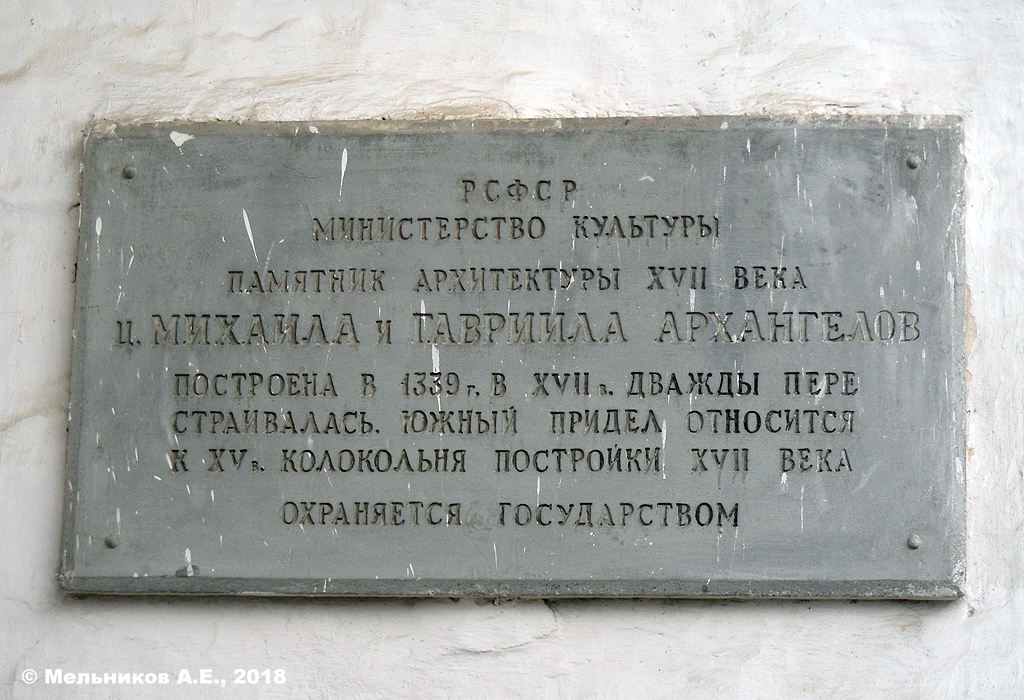 РСФСР
МИНИСТЕРСТВО КУЛЬТУРЫ
ПАМЯТНИК АРХИТЕКТУРЫ XVII ВЕКА
Ц. МИХАИЛА И ГАВРИИЛА АРХАНГЕЛОВ
ПОСТРОЕНА В 1339 г. В XVII в. ДВАЖДЫ ПЕРЕ
СТРАИВАЛАСЬ. ЮЖНЫЙ ПРИДЕЛ ОТНОСИТСЯ
К XV в. КОЛОКОЛЬНЯ ПОСТРОЙКИ XVII ВЕКА
ОХРАНЯЕТСЯ ГОСУДАРСТВОМ
© Мельников А.Е., 2018